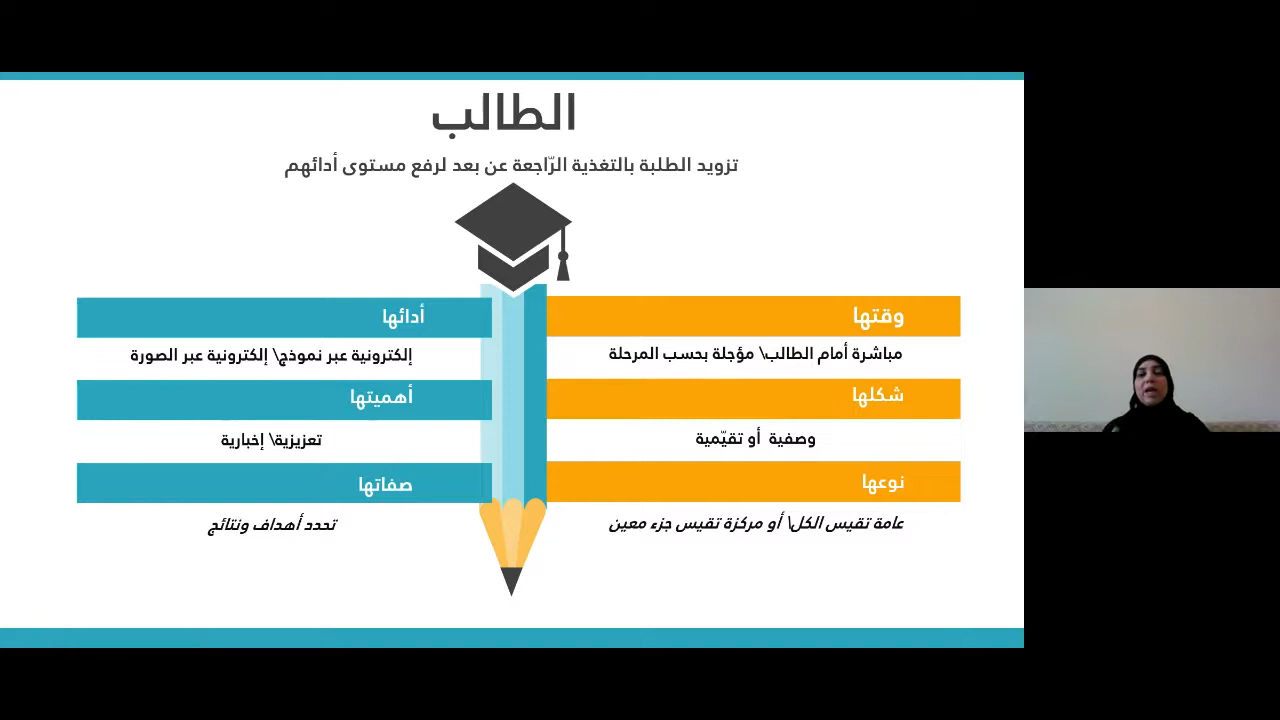 الطالب
تزويد الطلبة بالتغذية الرّاجعة عن بعد لرفع مستوى أدائهم
وقتها
مباشرة أمام الطالب\ مؤجلة بحسب المرحلة
شكلها
وصفية أو تقيّمية
نوعها
عامة تقيس الكل\ أو مركزة تقيس جزء معين
أدائها
إلكترونية عبر نموذج\ إلكترونية عبر الصورة
أهميتها
تعزيزية\ إخبارية
صفاتها
تحدد أهداف ونتائج